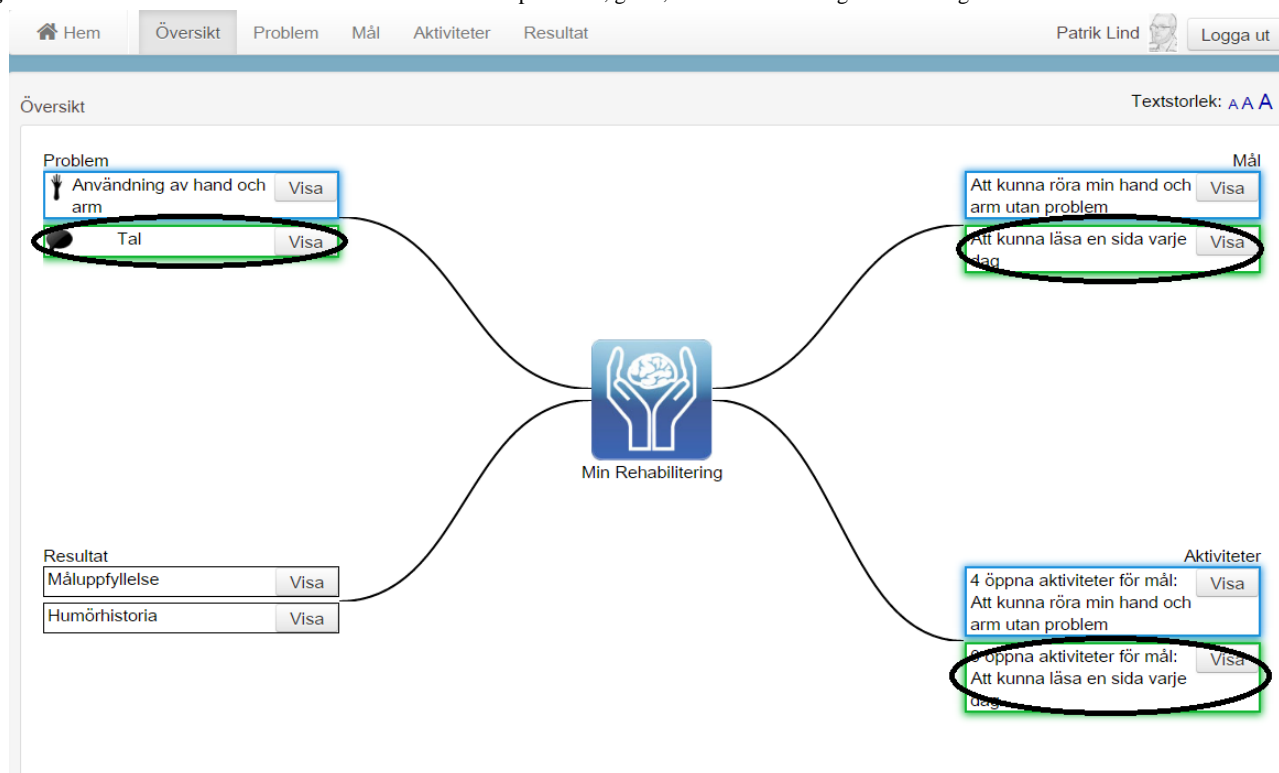 Hem Översikt Problem Mål Aktiviteter Resultat Patrik Lind Logga ut
Översikt Textstorlek: A A A
Problem
Användning av hand och arm Visa
Tal Visa
Mål
Att kunna röra min hand och Visa
arm utan problem
Att kunna läsa en sida varje Visa
dag
Min Rehabilitering
Resultat
Måluppfyllelse Visa
Humörhistoria Visa
Aktiviteter
4 öppna aktiviteter för mål: Visa
Att kunna röra min hand och
arm utan problem
öppna aktiviteter för mål: Visa
Att kunna läsa en sida varje
dag